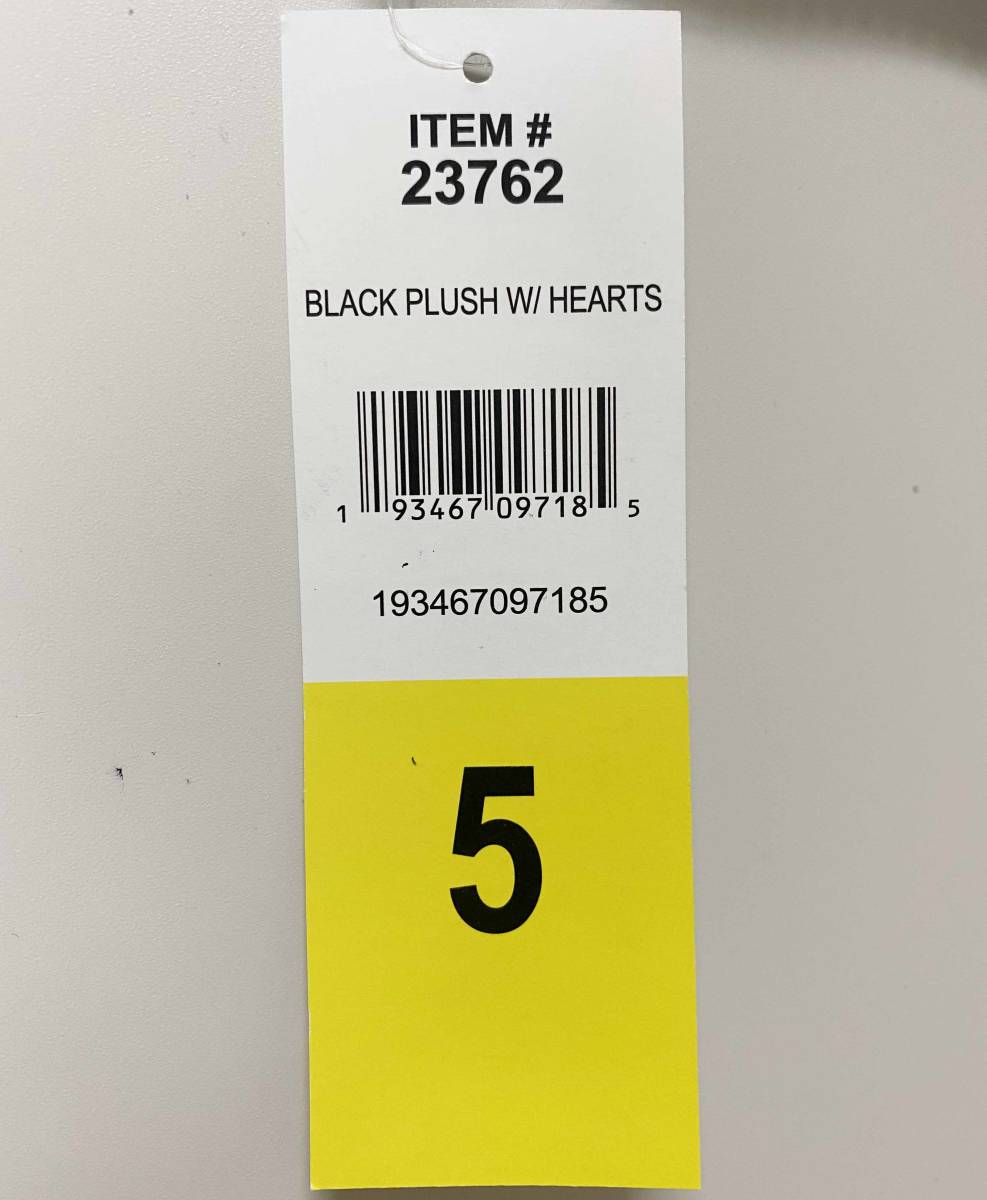 ITEM #
23762
BLACK PLUSH W/ HEARTS
1 93467 09718 5
193467097185
5